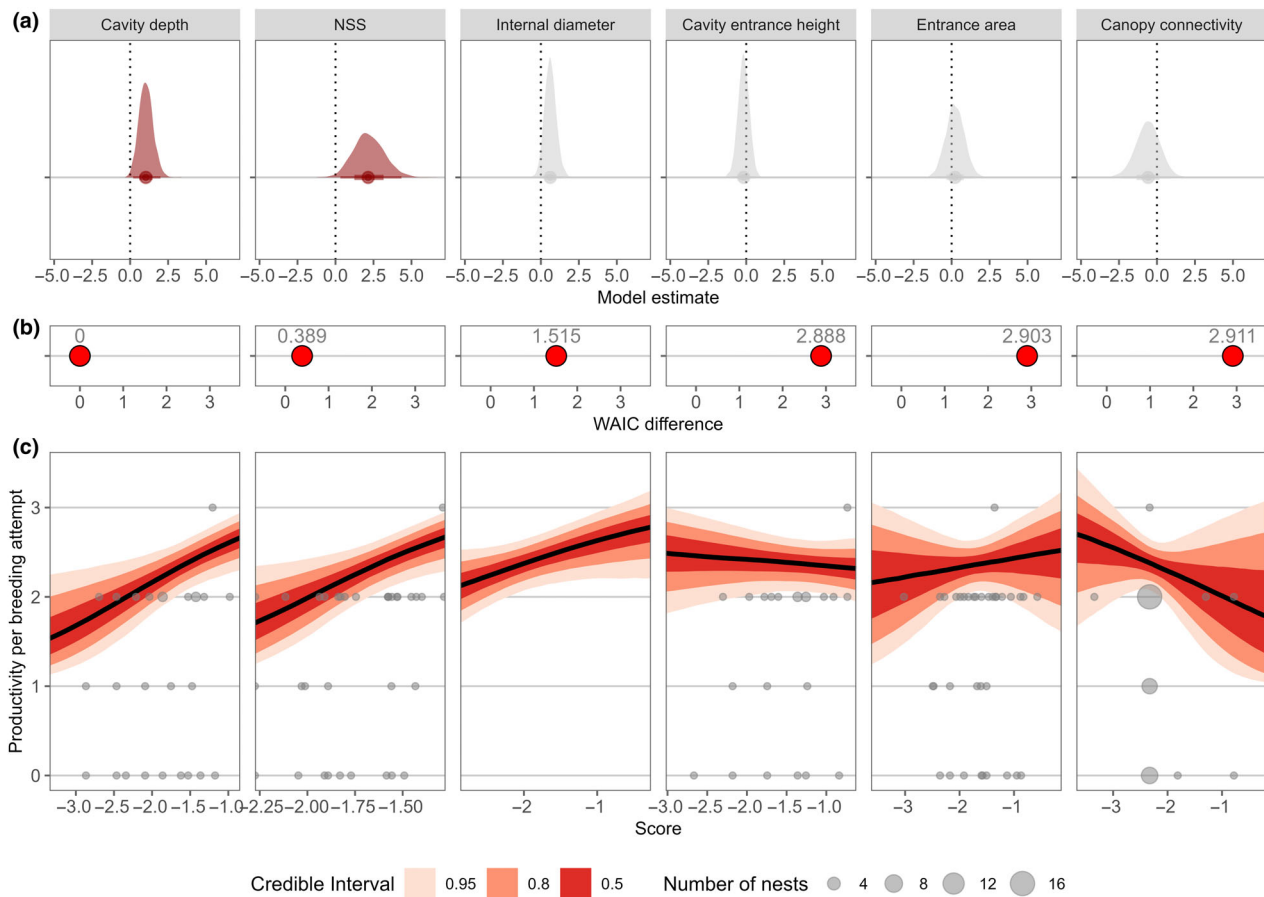 (a)
Cavity depth NSS Internal diameter Cavity entrance height Entrance area Canopy connectivity
−5.0 −2.5 0.0 2.5 5.0 −5.0 −2.5 0.0 2.5 5.0 −5.0 −2.5 0.0 2.5 5.0 −5.0 −2.5 0.0 2.5 5.0 −5.0 −2.5 0.0 2.5 5.0 −5.0 −2.5 0.0 2.5 5.0
Model estimate
(b)
0 0.389 1.515 2.888 2.903 2.911
0 1 2 3 0 1 2 3 0 1 2 3 0 1 2 3 0 1 2 3 0 1 2 3
WAIC difference
(c)
Productivity per breeding attempt
3
2
1
0
−3.0 −2.5 −2.0 −1.5 −1.0 −2.25 −2.00 −1.75 −1.50 −2 −1 −3.0 −2.5 −2.0 −1.5 −1.0 −3 −2 −1 −3 −2 −1
Score
Credible Interval 0.95 0.8 0.5 Number of nests 4 8 12 16